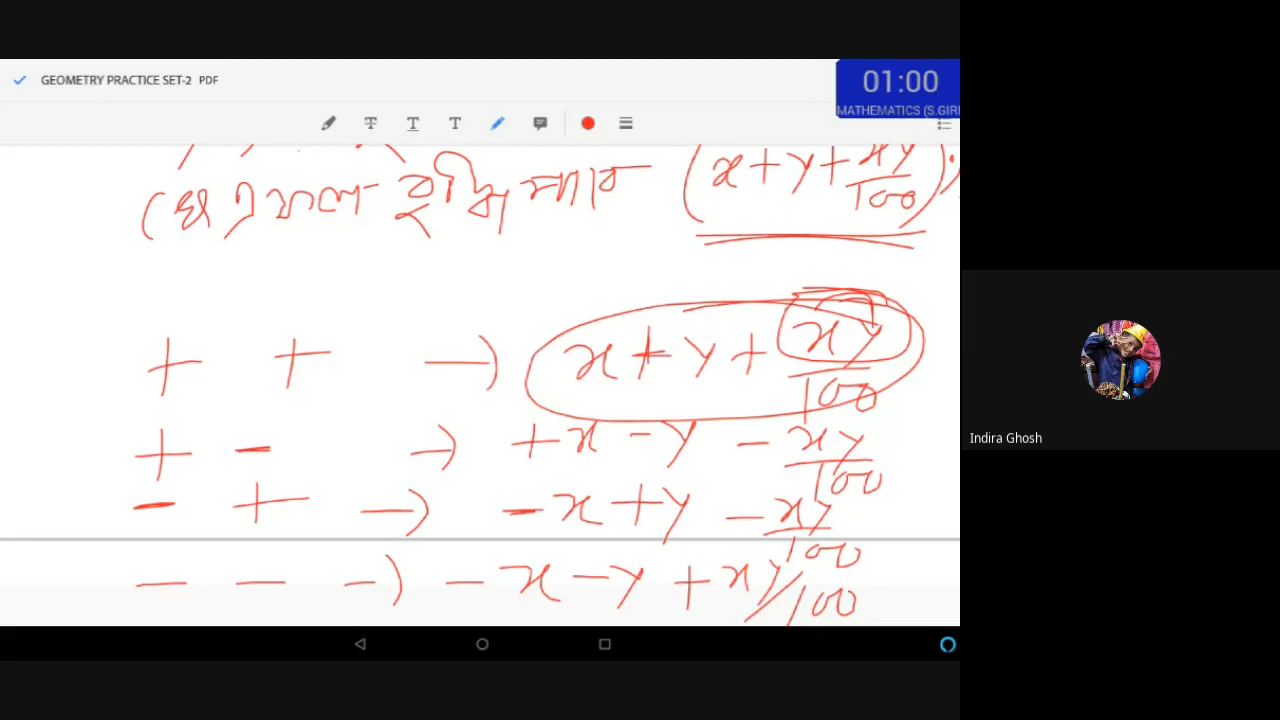 GEOMETRY PRACTICE SET-2 PDF
01:00
MATHEMATICS (S.GIRI
T T T
ক্ষেত্রফল বৃদ্ধি পাবে (x+y+xy/100)%
+ + → x+y+xy/100
+ - → +x-y-xy/100
- + → -x+y-xy/100
- - → -x-y+xy/100
Indira Ghosh